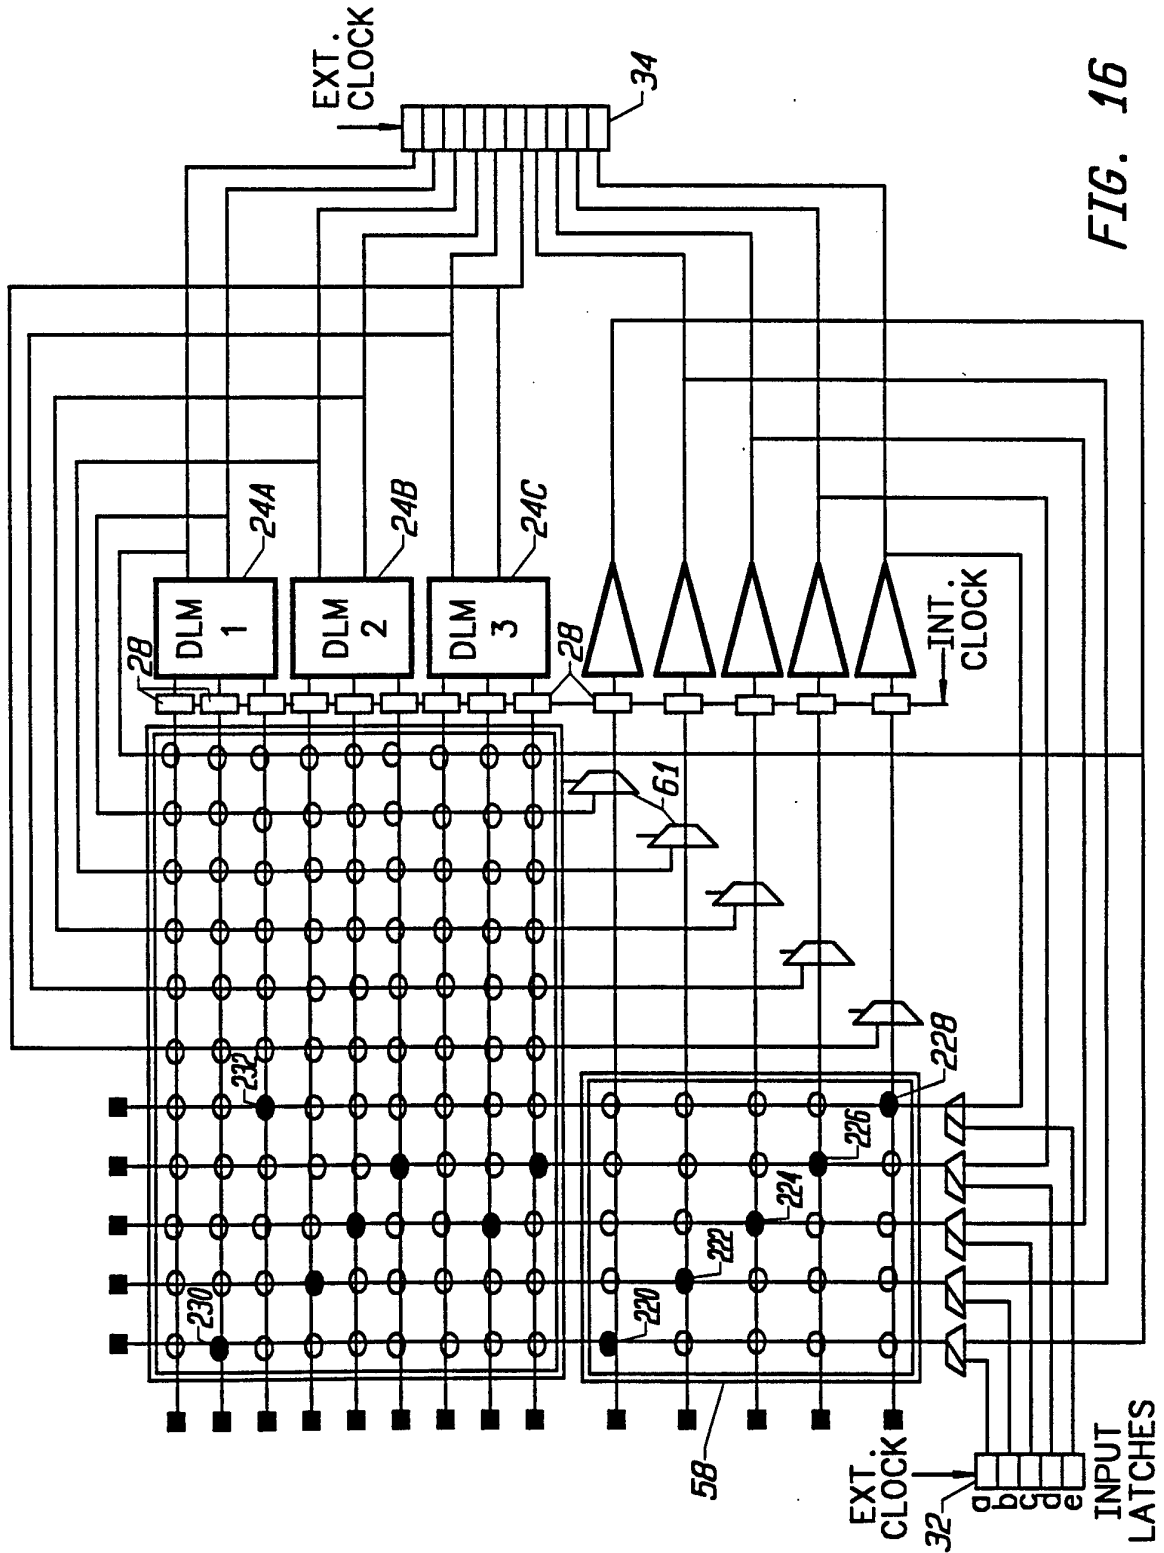 EXT.
CLOCK
34
FIG. 16
28
DLM
1
24A
DLM
2
24B
DLM
3
24C
28
INT.
CLOCK
61
232
230
228
226
224
222
220
58
EXT.
CLOCK
32
a
b
c
d
e
INPUT
LATCHES